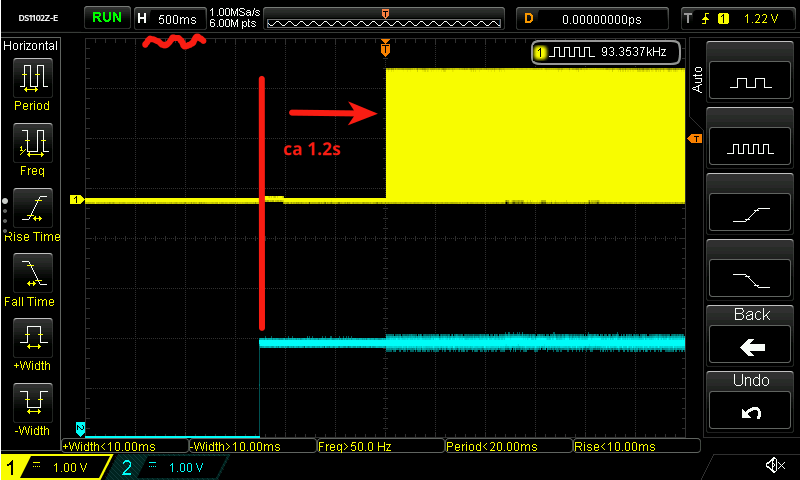 DS1102Z-E
RUN
H 500ms
1.00MSa/s
6.00M pts
T
D 0.00000000ps
T 1 1.22 V
Horizontal
Period
Freq
Rise Time
Fall Time
+Width
-Width
T
1 93.3537kHz
ca 1.2s
1
T
2
Auto
Back
Undo
+Width<10.00ms
-Width>10.00ms
Freq>50.0 Hz
Period<20.00ms
Rise<10.00ms
1 1.00 V
2 1.00 V